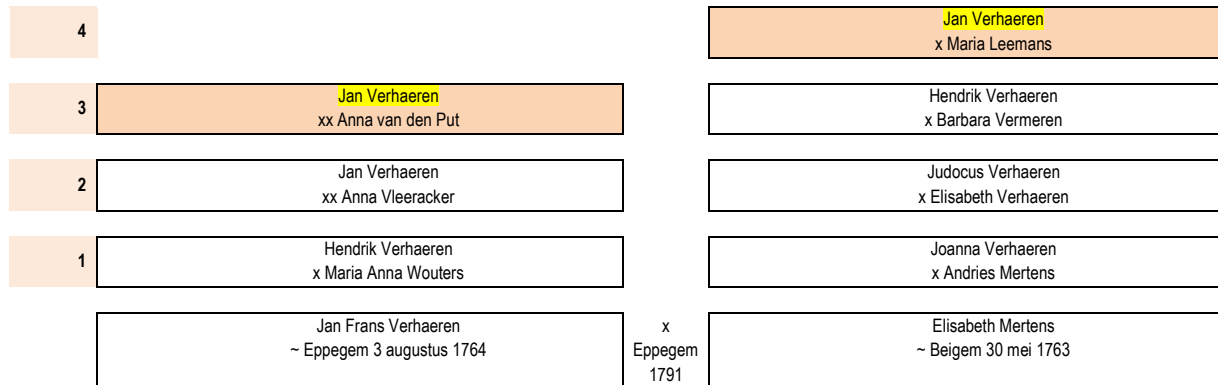 4
Jan Verhaeren
x Maria Leemans
3
Jan Verhaeren
xx Anna van den Put
Hendrik Verhaeren
x Barbara Vermeren
2
Jan Verhaeren
xx Anna Vleeracker
Judocus Verhaeren
x Elisabeth Verhaeren
1
Hendrik Verhaeren
x Maria Anna Wouters
Joanna Verhaeren
x Andries Mertens
Jan Frans Verhaeren
~ Eppegem 3 augustus 1764
x
Eppegem
1791
Elisabeth Mertens
~ Beigem 30 mei 1763